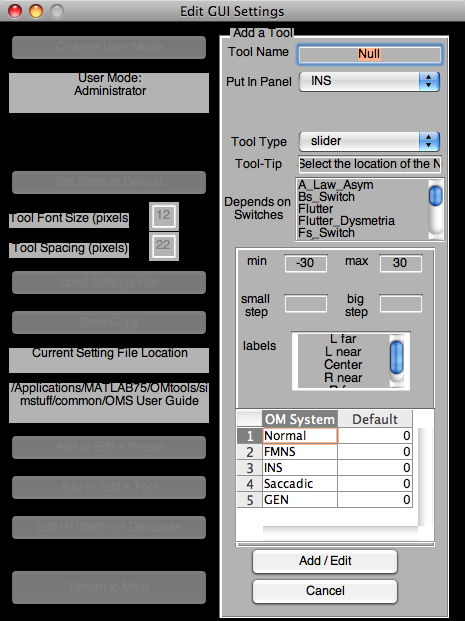 Edit GUI Settings
Change User Mode
User Mode:
Administrator
Set Sizes to Default
Tool Font Size (pixels
12
Tool Spacing (pixels)
22
Load Settings File
Save Copy
Current Setting File Location
/Applications/MATLAB75/OMtools/si
mstuff/common/OMS User Guide
Add or Edit a Preset
Add or Edit a Tool
Edit GUISettings Database
Return to Main
Add a Tool
Tool Name
Null
Put In Panel
INS
Tool Type
slider
Tool-Tip
Select the location of the N
Depends on
Switches
A_Law_Asym
Bs_Switch
Flutter
Flutter_Dysmetria
Fs_Switch
min
-30
max
30
small
step
big
step
labels
L far
L near
Center
R near
R far
OM System
Default
1 Normal 0
2 FMNS 0
3 INS 0
4 Saccadic 0
5 GEN 0
Add / Edit
Cancel